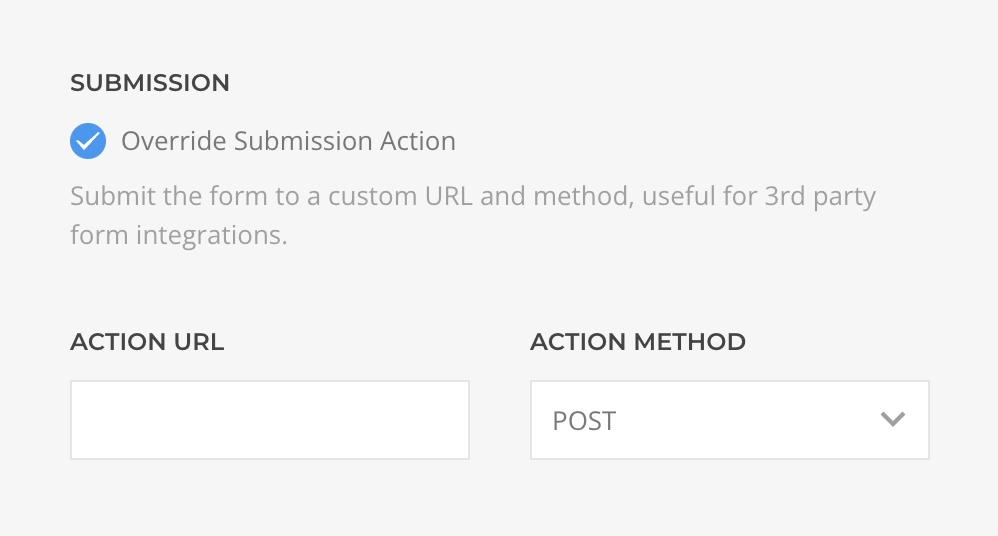 SUBMISSION
Override Submission Action
Submit the form to a custom URL and method, useful for 3rd party
form integrations.
ACTION URL
ACTION METHOD
POST